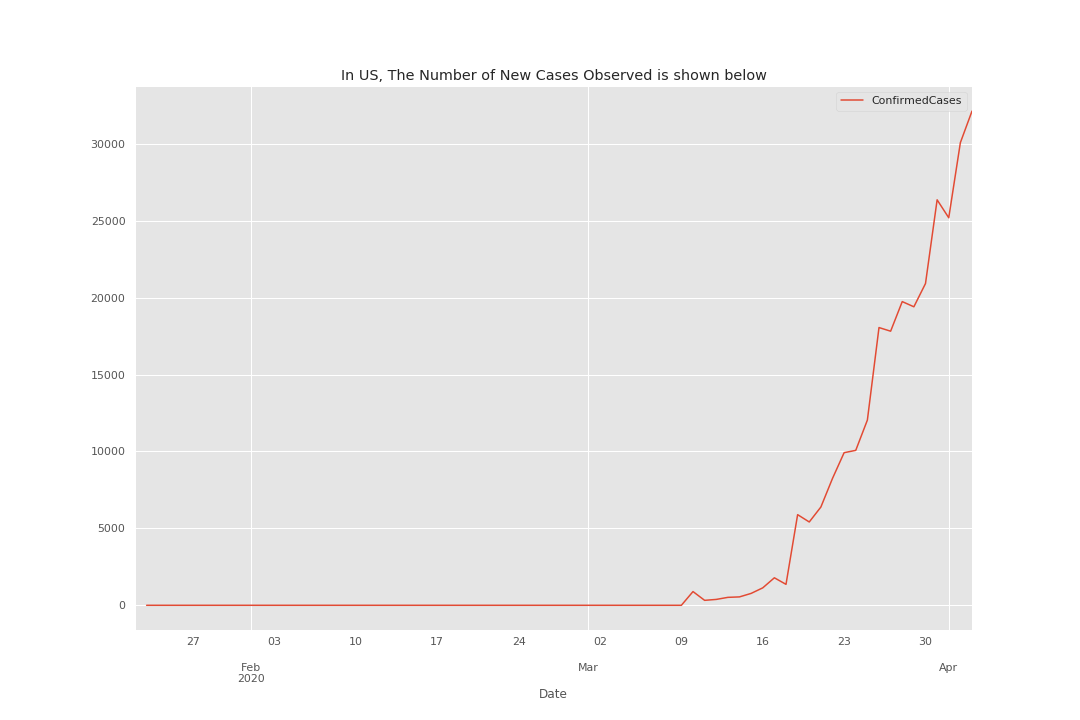 In US, The Number of New Cases Observed is shown below
ConfirmedCases
30000
25000
20000
15000
10000
5000
0
27 03 10 17 24 02 09 16 23 30
Feb Mar Apr
2020
Date